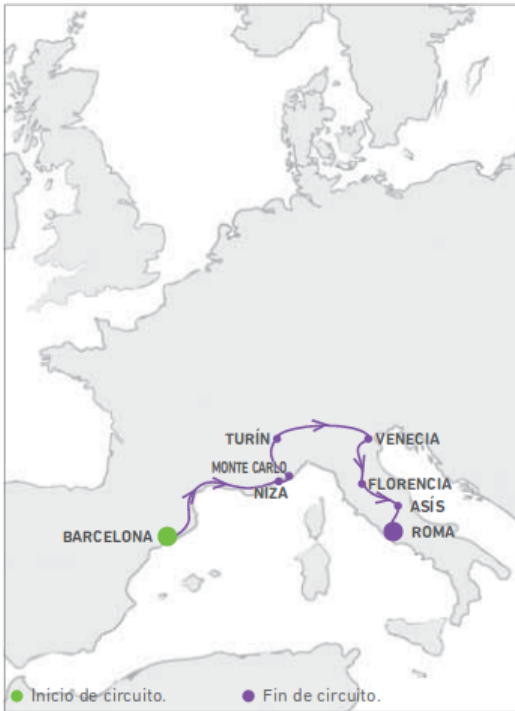 TURÍN
VENECIA
MONTE CARLO
NIZA
FLORENCIA
ASÍS
BARCELONA
ROMA
Inicio de circuito.
Fin de circuito.